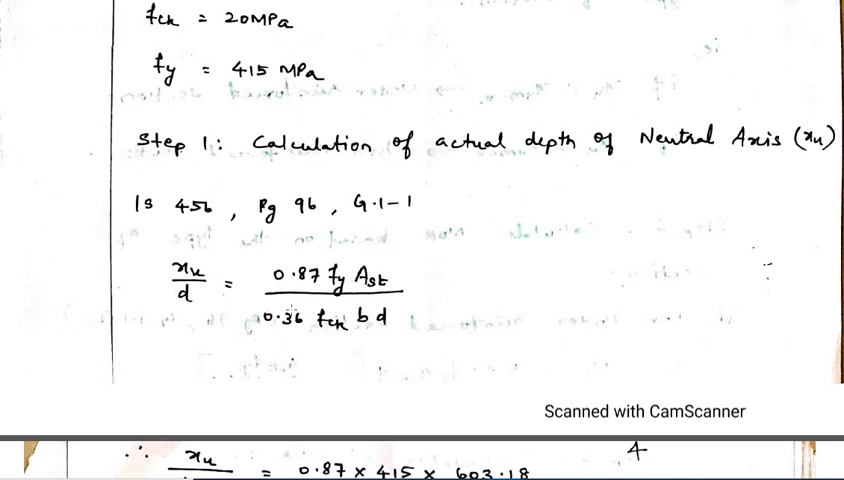 fck = 20MPa
fy = 415 MPa
Step 1: Calculation of actual depth of Neutral Axis (xu)
IS 456, Pg 96, G.1-1
xu/d = 0.87 fy Ast / 0.36 fck b d
Scanned with CamScanner
4
∴ xu = 0.87 x 415 x 603.18